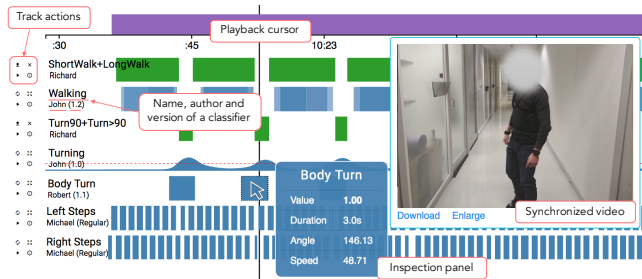 Track actions
Playback cursor
:30 :45 10:23
ShortWalk+LongWalk
Richard
Walking
John (1.2)
Name, author and
version of a classifier
Turn90+Turn>90
Richard
Turning
John (1.0)
Body Turn
Robert (1.1)
Left Steps
Michael (Regular)
Right Steps
Michael (Regular)
Body Turn
Value 1.00
Duration 3.0s
Angle 146.13
Speed 48.71
Download Enlarge
Synchronized video
Inspection panel